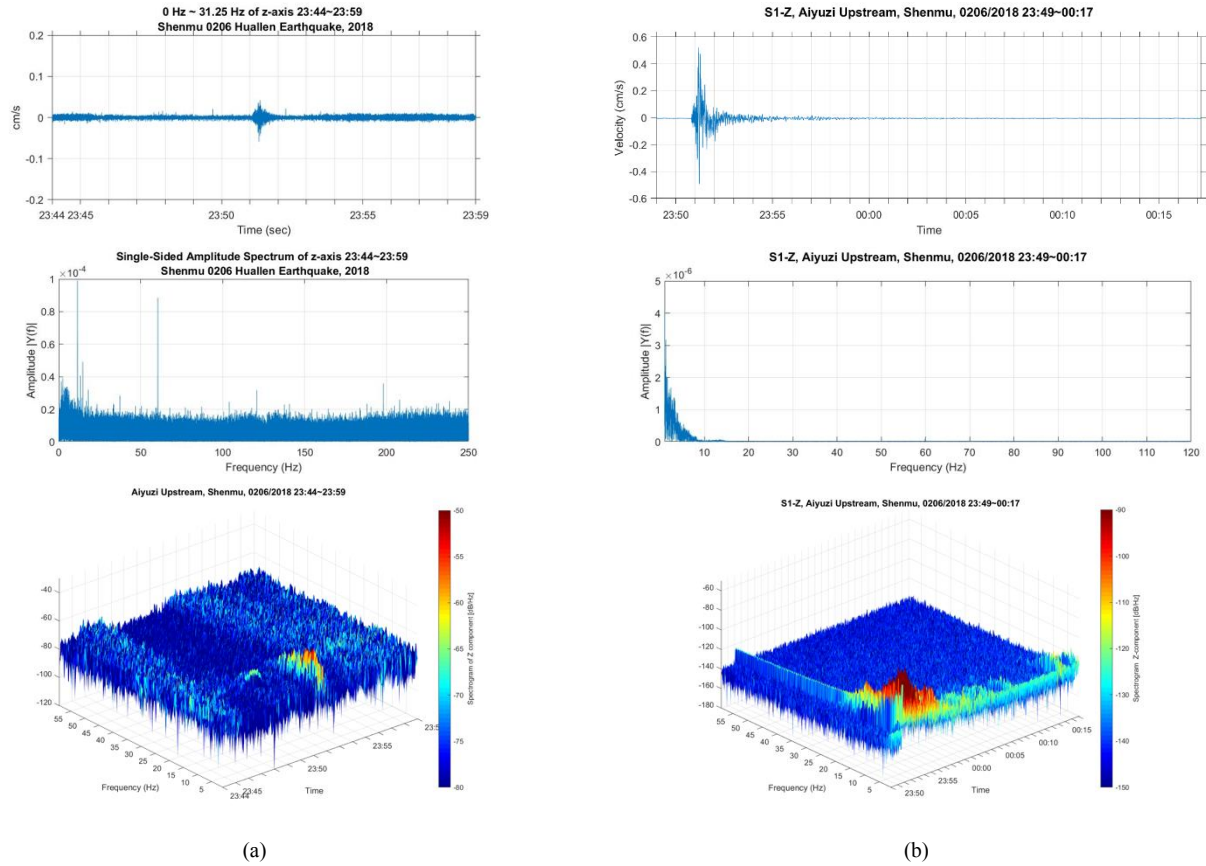 0 Hz ~ 31.25 Hz of z-axis 23:44~23:59
Shenmu 0206 Huallen Earthquake, 2018
cm/s
0.2
0.1
0
-0.1
-0.2
23:44 23:45 23:50 23:55 23:59
Time (sec)
Single-Sided Amplitude Spectrum of z-axis 23:44~23:59
Shenmu 0206 Huallen Earthquake, 2018
×10⁻⁴
Amplitude |Y(f)|
1
0.8
0.6
0.4
0.2
0
0 50 100 150 200 250
Frequency (Hz)
Aiyuzi Upstream, Shenmu, 0206/2018 23:44~23:59
-40
-60
-80
-100
-120
55 50 45 40 35 30 25 20 15 10 5
Frequency (Hz)
23:44 23:45 23:50 23:55
Time
-50
-55
-60
-65
-70
-75
-80
Spectrogram of Z component [dB/Hz]
(a)
S1-Z, Aiyuzi Upstream, Shenmu, 0206/2018 23:49~00:17
Velocity (cm/s)
0.6
0.4
0.2
0
-0.2
-0.4
-0.6
23:50 23:55 00:00 00:05 00:10 00:15
Time
S1-Z, Aiyuzi Upstream, Shenmu, 0206/2018 23:49~00:17
×10⁻⁶
Amplitude |Y(f)|
5
4
3
2
1
0
10 20 30 40 50 60 70 80 90 100 110 120
Frequency (Hz)
S1-Z, Aiyuzi Upstream, Shenmu, 0206/2018 23:49~00:17
-60
-80
-100
-120
-140
-160
-180
55 50 45 40 35 30 25 20 15 10 5
Frequency (Hz)
23:50 23:55 00:00 00:05 00:10 00:15
Time
-90
-100
-110
-120
-130
-140
-150
Spectrogram Z-component [dB/Hz]
(b)